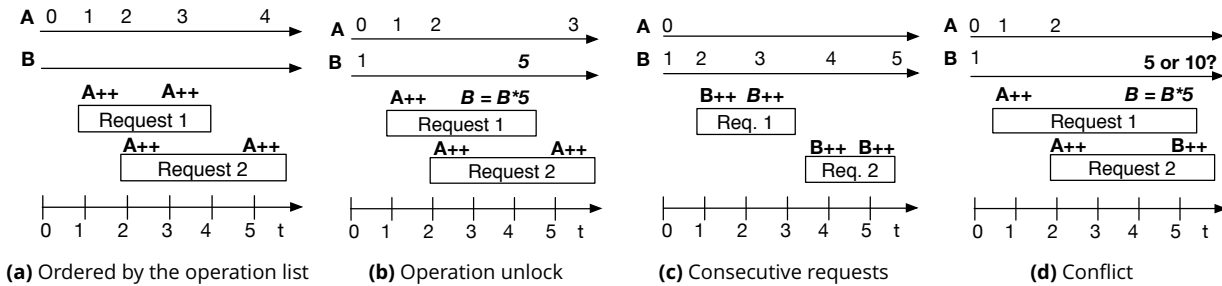 A 0 1 2 3 4
B
A++ A++
Request 1
A++ A++
Request 2
0 1 2 3 4 5 t
(a) Ordered by the operation list
A 0 1 2 3
B 1 5
A++ B = B*5
Request 1
A++ A++
Request 2
0 1 2 3 4 5 t
(b) Operation unlock
A 0
B 1 2 3 4 5
B++ B++
Req. 1
B++ B++
Req. 2
0 1 2 3 4 5 t
(c) Consecutive requests
A 0 1 2
B 1 5 or 10?
A++ B = B*5
Request 1
A++ B++
Request 2
0 1 2 3 4 5 t
(d) Conflict